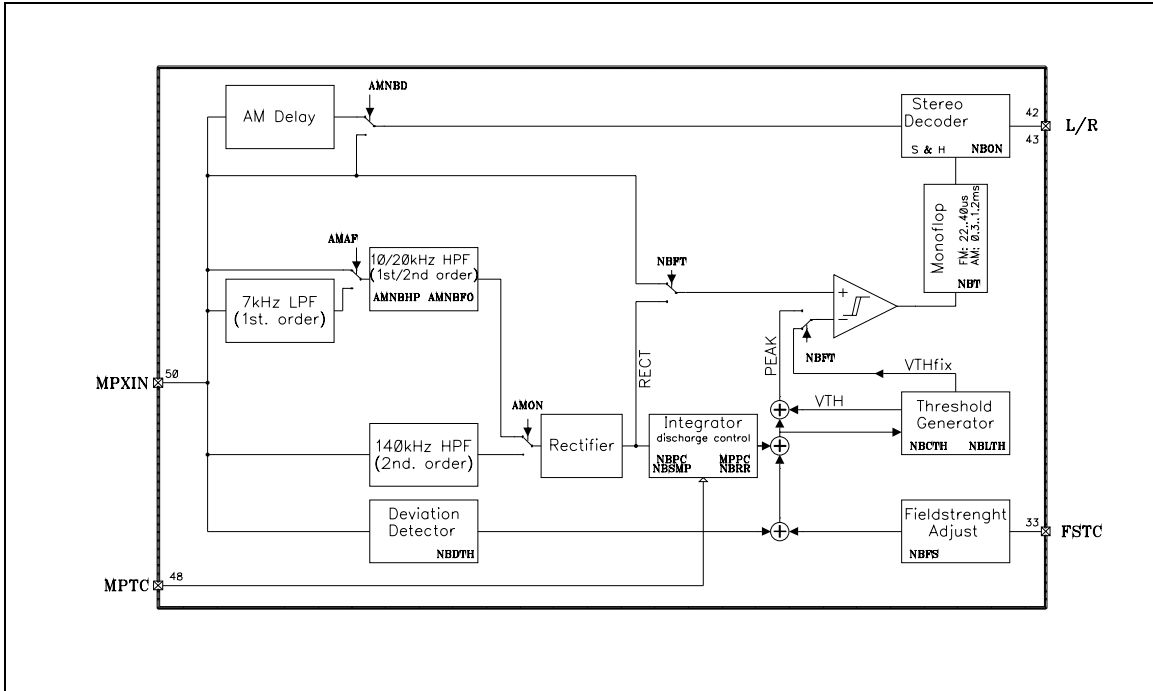 AMNBD
AM Delay
Stereo
Decoder
S & H NBON
42
43
L/R
Monoflop
FM: 22..40us
AM: 0.3..1.2ms
NBT
AMAF
10/20kHz HPF
(1st/2nd order)
AMNBHP AMNBFO
NBFT
7kHz LPF
(1st. order)
+
−
NBFT
PEAK
RECT
VTHfix
MPXIN
50
AMON
VTH
Threshold
Generator
NBCTH NBLTH
140kHz HPF
(2nd. order)
Rectifier
Integrator
discharge control
NBPC MPPC
NBSMP NBRR
+
+
Deviation
Detector
NBDTH
+
Fieldstrenght
Adjust
NBFS
33
FSTC
MPTC
48